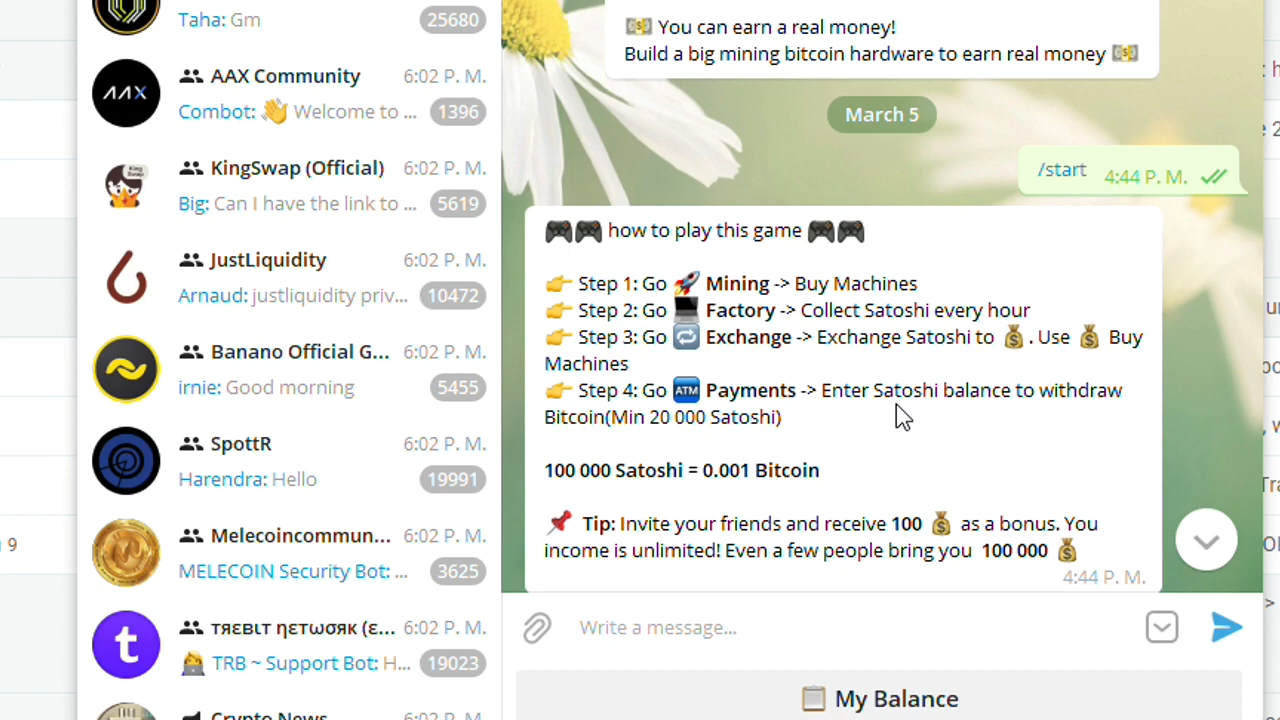 Taha: Gm
25680
AAX Community
6:02 P. M.
Combot: 👋 Welcome to ...
1396
KingSwap (Official)
6:02 P. M.
Big: Can I have the link to ...
5619
JustLiquidity
6:02 P. M.
Arnaud: justliquidity priv...
10472
Banano Official G...
6:02 P. M.
irnie: Good morning
5455
SpottR
6:02 P. M.
Harendra: Hello
19991
Melecoincommun...
6:02 P. M.
MELECOIN Security Bot: ...
3625
тяεвιт ηεтωσяк (ε...
6:02 P. M.
TRB ~ Support Bot: H...
19023
Crypto News
9
💵 You can earn a real money!
Build a big mining bitcoin hardware to earn real money 💵
March 5
/start
4:44 P. M.
🎮🎮 how to play this game 🎮🎮
👉 Step 1: Go 🚀 Mining -> Buy Machines
👉 Step 2: Go 💻 Factory -> Collect Satoshi every hour
👉 Step 3: Go 🔁 Exchange -> Exchange Satoshi to 💰. Use 💰 Buy
Machines
👉 Step 4: Go 🏧 Payments -> Enter Satoshi balance to withdraw
Bitcoin(Min 20 000 Satoshi)
100 000 Satoshi = 0.001 Bitcoin
📌 Tip: Invite your friends and receive 100 💰 as a bonus. You
income is unlimited! Even a few people bring you 100 000 💰
4:44 P. M.
Write a message...
📋 My Balance